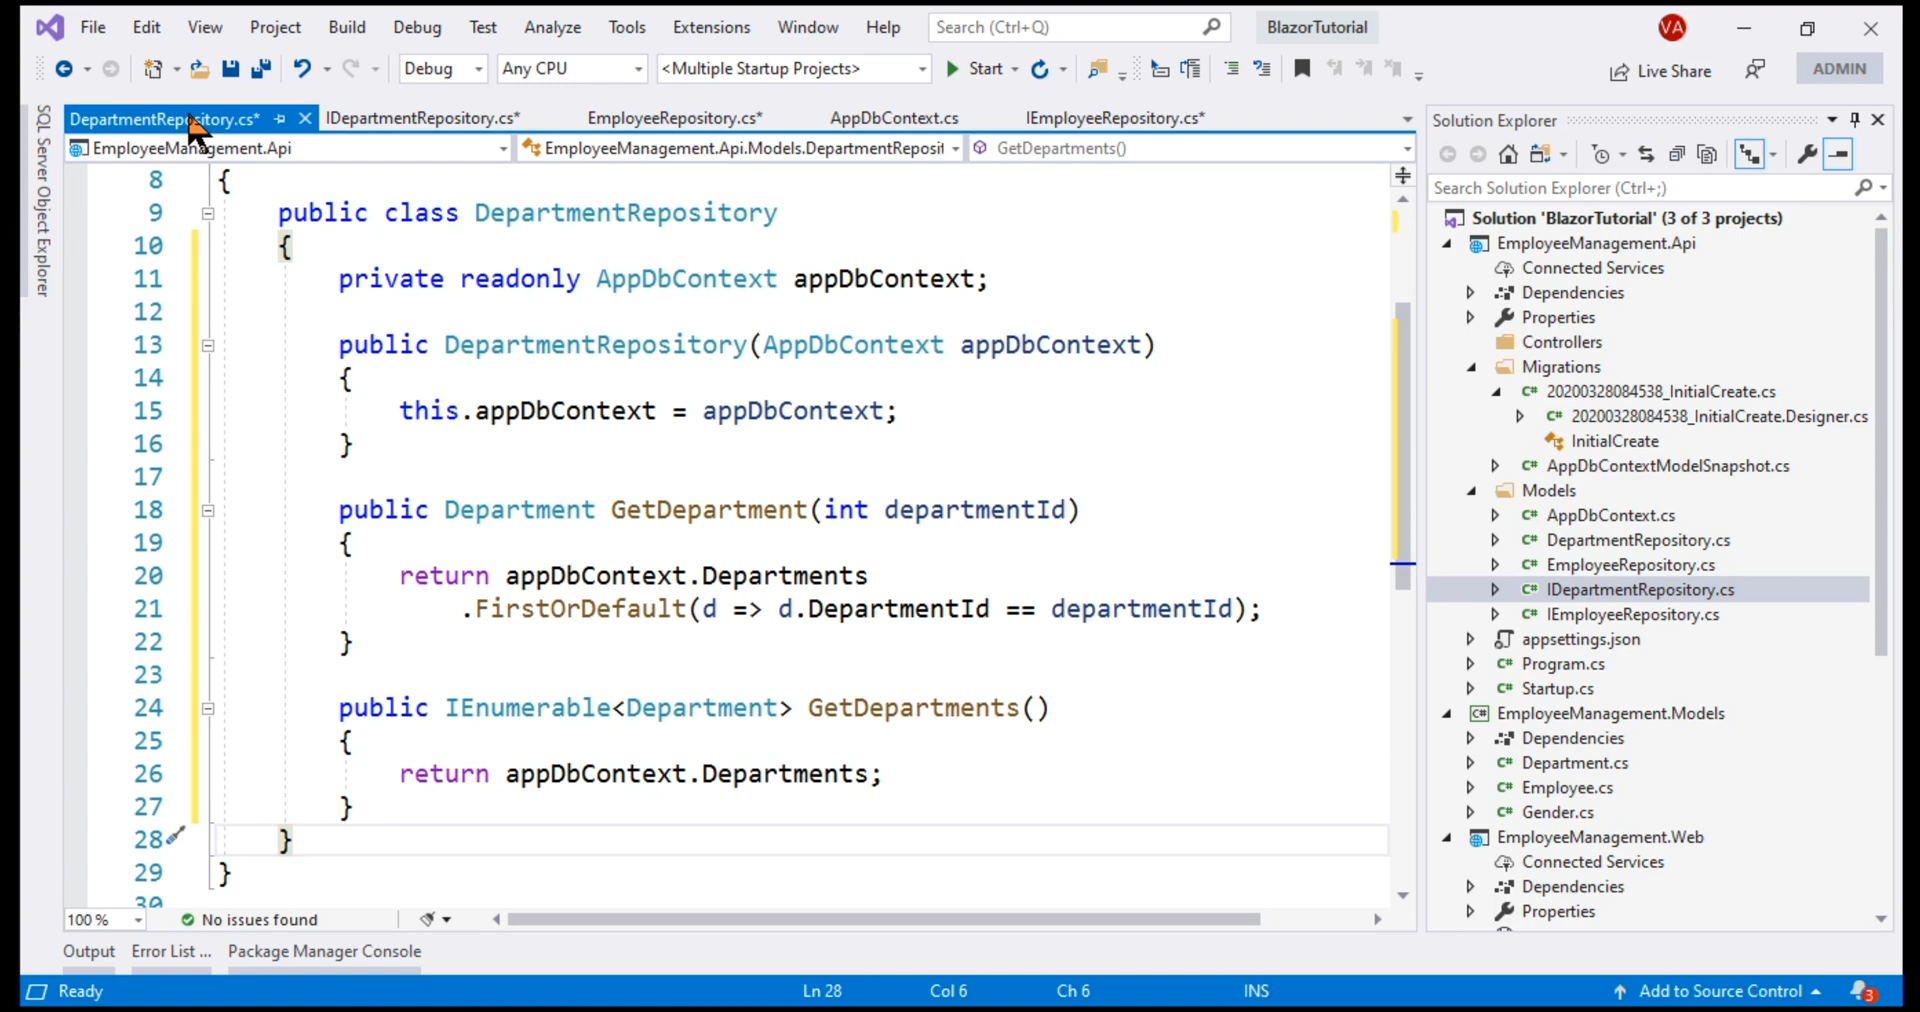 File Edit View Project Build Debug Test Analyze Tools Extensions Window Help Search (Ctrl+Q) BlazorTutorial VA
Debug Any CPU <Multiple Startup Projects> Start Live Share ADMIN
SQL Server Object Explorer
DepartmentRepository.cs* IDepartmentRepository.cs* EmployeeRepository.cs* AppDbContext.cs IEmployeeRepository.cs*
EmployeeManagement.Api EmployeeManagement.Api.Models.DepartmentReposit GetDepartments()
8 {
9 public class DepartmentRepository
10 {
11 private readonly AppDbContext appDbContext;
12
13 public DepartmentRepository(AppDbContext appDbContext)
14 {
15 this.appDbContext = appDbContext;
16 }
17
18 public Department GetDepartment(int departmentId)
19 {
20 return appDbContext.Departments
21 .FirstOrDefault(d => d.DepartmentId == departmentId);
22 }
23
24 public IEnumerable<Department> GetDepartments()
25 {
26 return appDbContext.Departments;
27 }
28 }
29 }
30
100 % No issues found
Output Error List ... Package Manager Console
Solution Explorer
Search Solution Explorer (Ctrl+;)
Solution 'BlazorTutorial' (3 of 3 projects)
EmployeeManagement.Api
Connected Services
Dependencies
Properties
Controllers
Migrations
C# 20200328084538_InitialCreate.cs
C# 20200328084538_InitialCreate.Designer.cs
InitialCreate
C# AppDbContextModelSnapshot.cs
Models
C# AppDbContext.cs
C# DepartmentRepository.cs
C# EmployeeRepository.cs
C# IDepartmentRepository.cs
C# IEmployeeRepository.cs
appsettings.json
C# Program.cs
C# Startup.cs
C# EmployeeManagement.Models
Dependencies
C# Department.cs
C# Employee.cs
C# Gender.cs
EmployeeManagement.Web
Connected Services
Dependencies
Properties
Ready Ln 28 Col 6 Ch 6 INS Add to Source Control 3